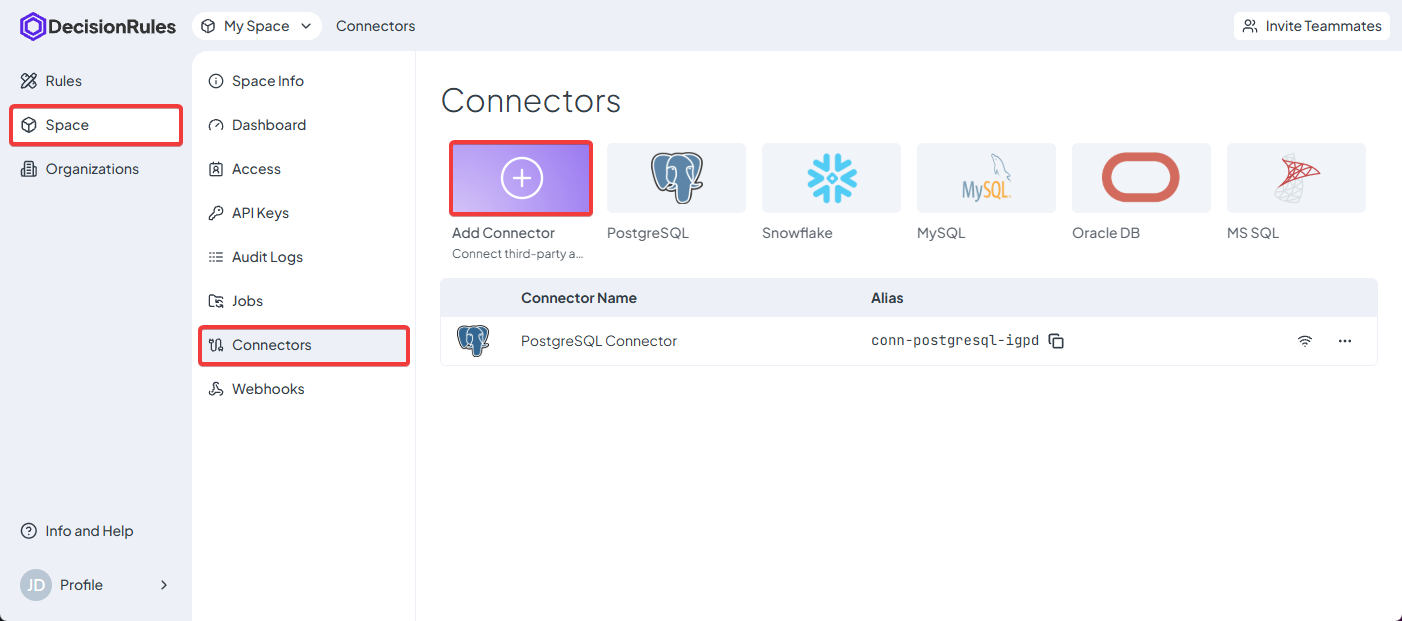 DecisionRules
My Space
Connectors
Invite Teammates
Rules
Space
Organizations
Info and Help
JD
Profile
Space Info
Dashboard
Access
API Keys
Audit Logs
Jobs
Connectors
Webhooks
Connectors
Add Connector
Connect third-party a...
PostgreSQL
Snowflake
MySQL
MySQL
Oracle DB
MS SQL
Connector Name Alias
PostgreSQL Connector conn-postgresql-igpd